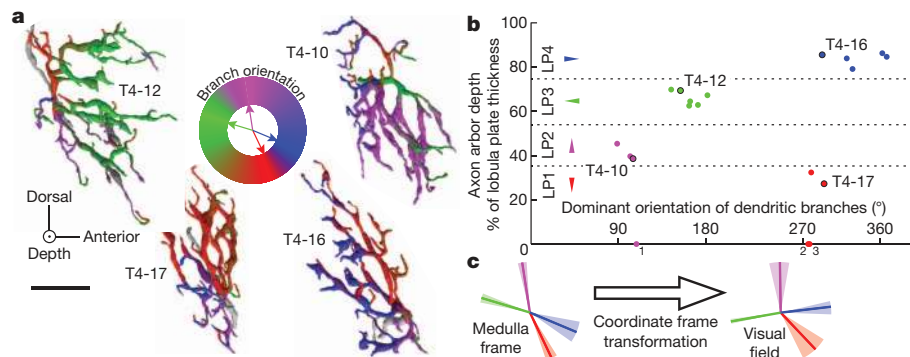 a
T4-12
T4-10
Branch orientation
Dorsal
Anterior
Depth
T4-17
T4-16
b
Axon arbor depth
% of lobula plate thickness
100
80
60
40
20
0
LP4
LP3
LP2
LP1
T4-16
T4-12
T4-10
T4-17
Dominant orientation of dendritic branches (°)
0 90 180 270 360
1 2 3
c
Medulla
frame
Coordinate frame
transformation
Visual
field